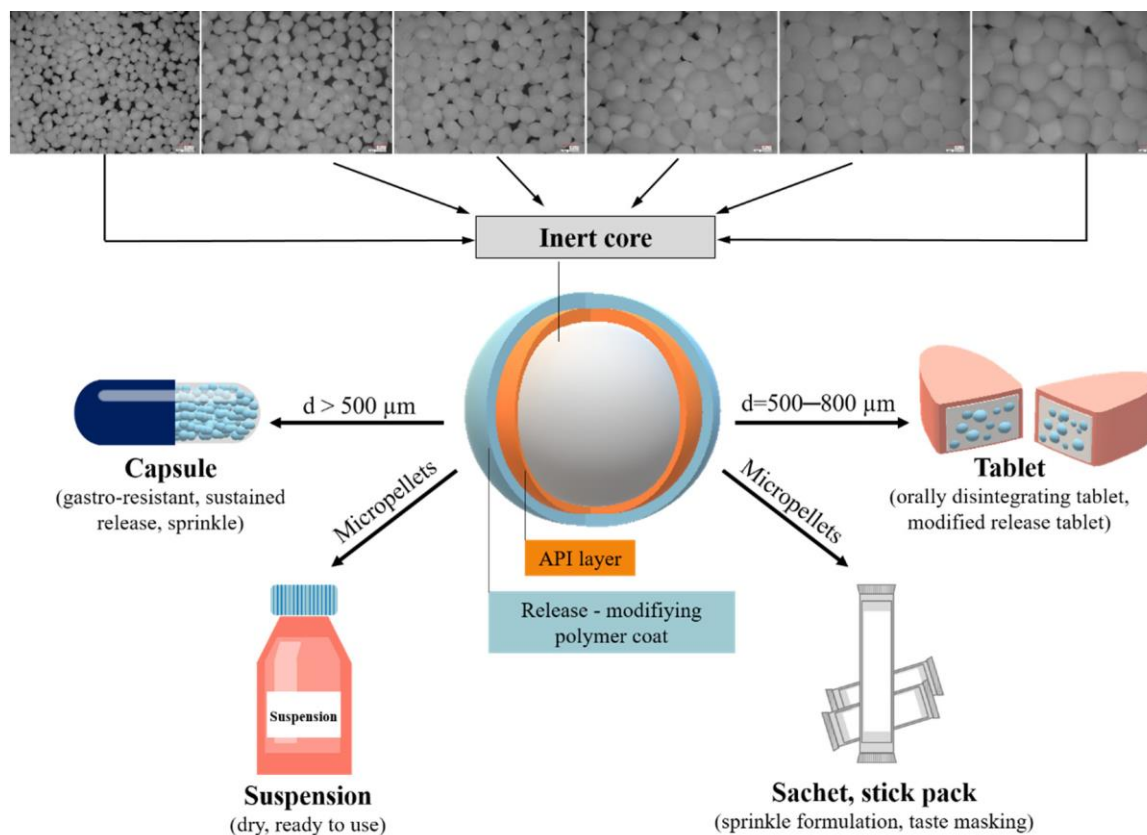 Inert core
d > 500 µm
d=500–800 µm
Capsule
(gastro-resistant, sustained
release, sprinkle)
Tablet
(orally disintegrating tablet,
modified release tablet)
Micropellets
Micropellets
API layer
Release - modifiying
polymer coat
Suspension
Suspension
(dry, ready to use)
Sachet, stick pack
(sprinkle formulation, taste masking)